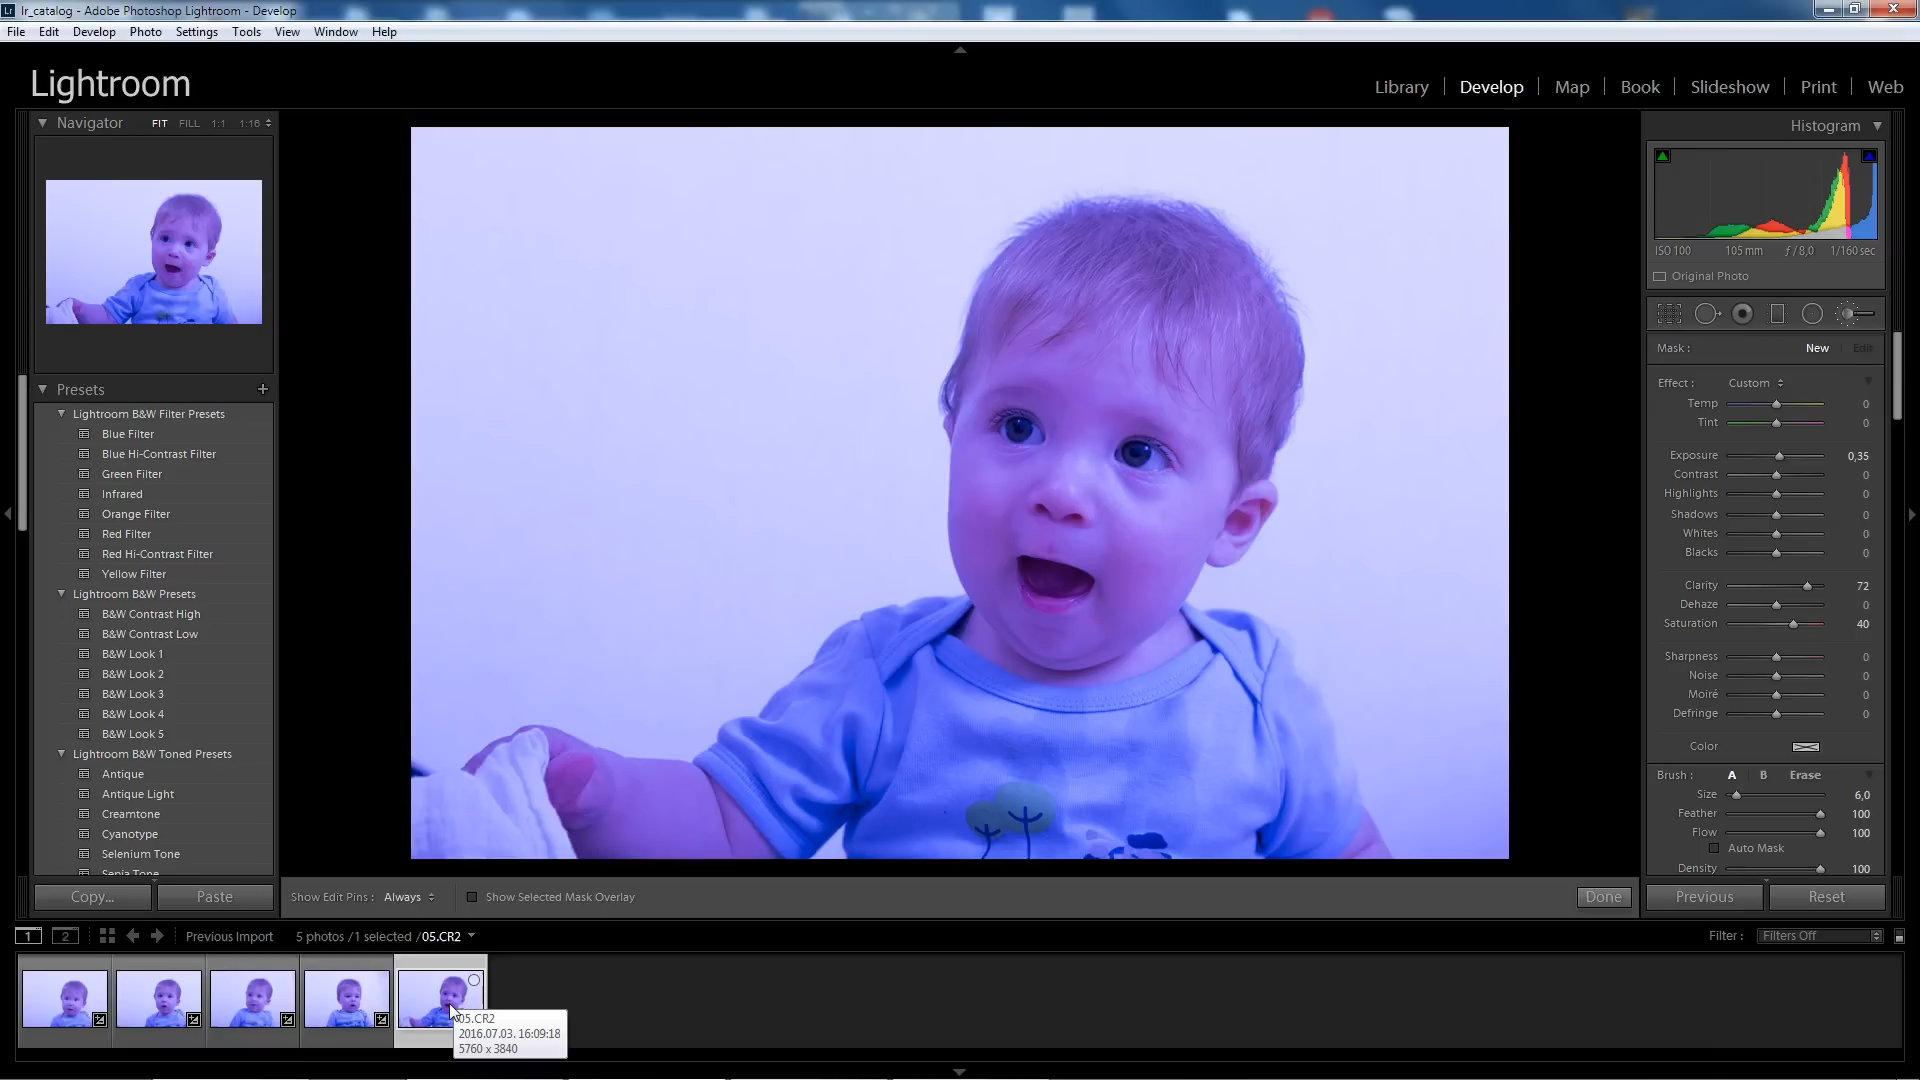 lr_catalog - Adobe Photoshop Lightroom - Develop
File Edit Develop Photo Settings Tools View Window Help
Lightroom
Library Develop Map Book Slideshow Print Web
Navigator FIT FILL 1:1 1:16
Presets +
Lightroom B&W Filter Presets
Blue Filter
Blue Hi-Contrast Filter
Green Filter
Infrared
Orange Filter
Red Filter
Red Hi-Contrast Filter
Yellow Filter
Lightroom B&W Presets
B&W Contrast High
B&W Contrast Low
B&W Look 1
B&W Look 2
B&W Look 3
B&W Look 4
B&W Look 5
Lightroom B&W Toned Presets
Antique
Antique Light
Creamtone
Cyanotype
Selenium Tone
Sepia Tone
Copy... Paste
Show Edit Pins : Always Show Selected Mask Overlay Done
Histogram
ISO 100 105 mm ƒ / 8,0 1/160 sec
Original Photo
Mask : New Edit
Effect : Custom
Temp 0
Tint 0
Exposure 0,35
Contrast 0
Highlights 0
Shadows 0
Whites 0
Blacks 0
Clarity 72
Dehaze 0
Saturation 40
Sharpness 0
Noise 0
Moiré 0
Defringe 0
Color
Brush : A B Erase
Size 6,0
Feather 100
Flow 100
Auto Mask
Density 100
Previous Reset
1 2 Previous Import 5 photos /1 selected /05.CR2 Filter : Filters Off
05.CR2
2016.07.03. 16:09:18
5760 x 3840